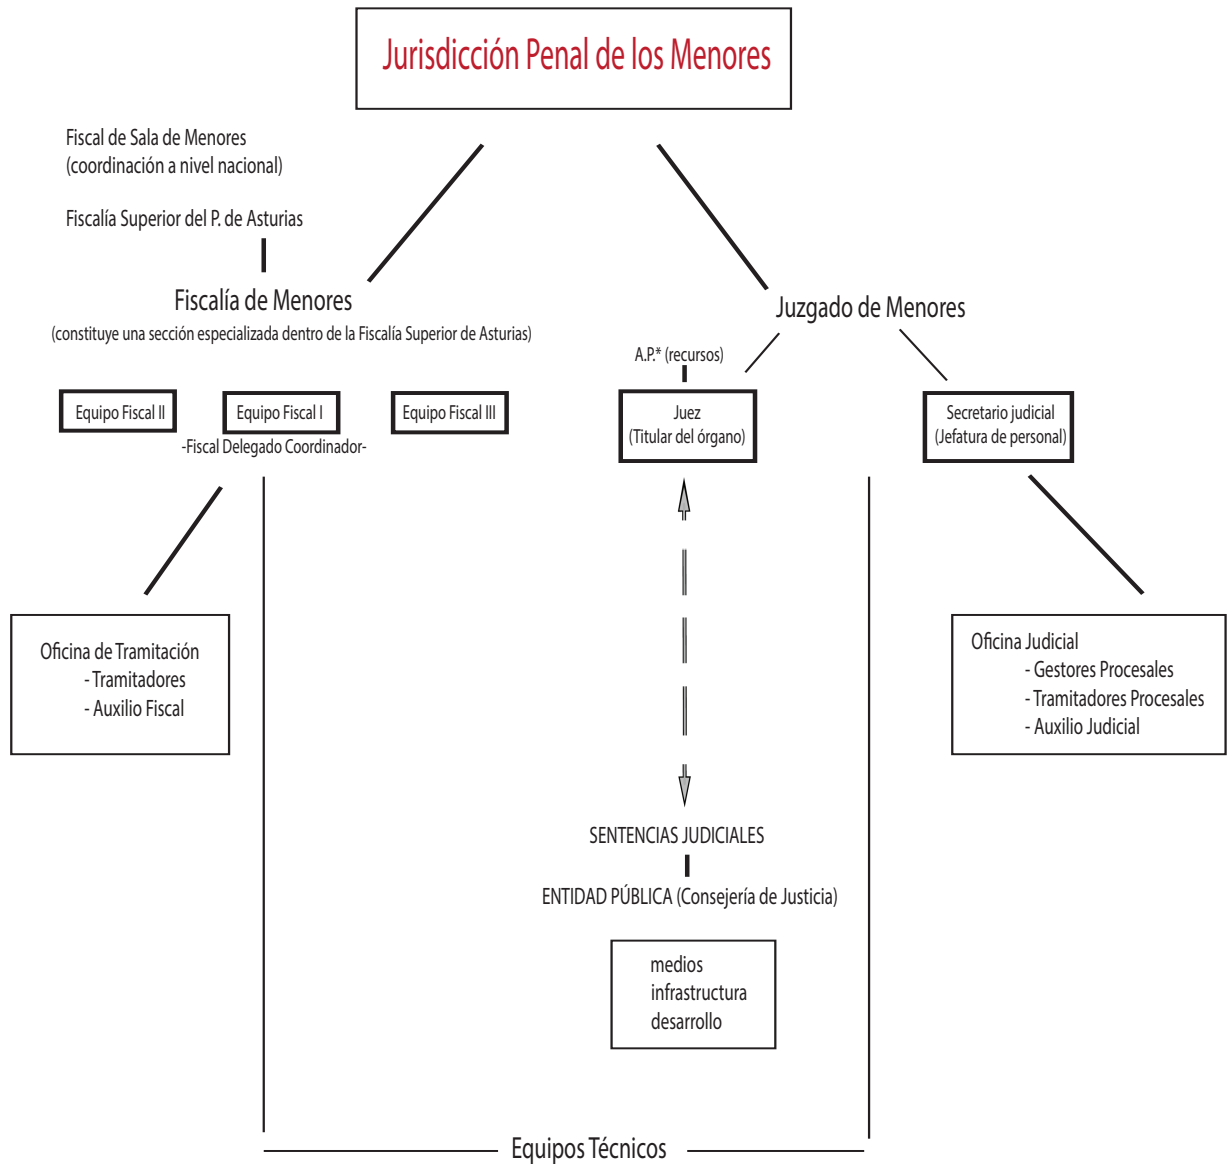 Jurisdicción Penal de los Menores
Fiscal de Sala de Menores
(coordinación a nivel nacional)
Fiscalía Superior del P. de Asturias
Fiscalía de Menores
(constituye una sección especializada dentro de la Fiscalía Superior de Asturias)
Juzgado de Menores
A.P.* (recursos)
Equipo Fiscal II
Equipo Fiscal I
Equipo Fiscal III
-Fiscal Delegado Coordinador-
Juez
(Titular del órgano)
Secretario judicial
(Jefatura de personal)
Oficina de Tramitación
- Tramitadores
- Auxilio Fiscal
Oficina Judicial
- Gestores Procesales
- Tramitadores Procesales
- Auxilio Judicial
SENTENCIAS JUDICIALES
ENTIDAD PÚBLICA (Consejería de Justicia)
medios
infrastructura
desarrollo
Equipos Técnicos